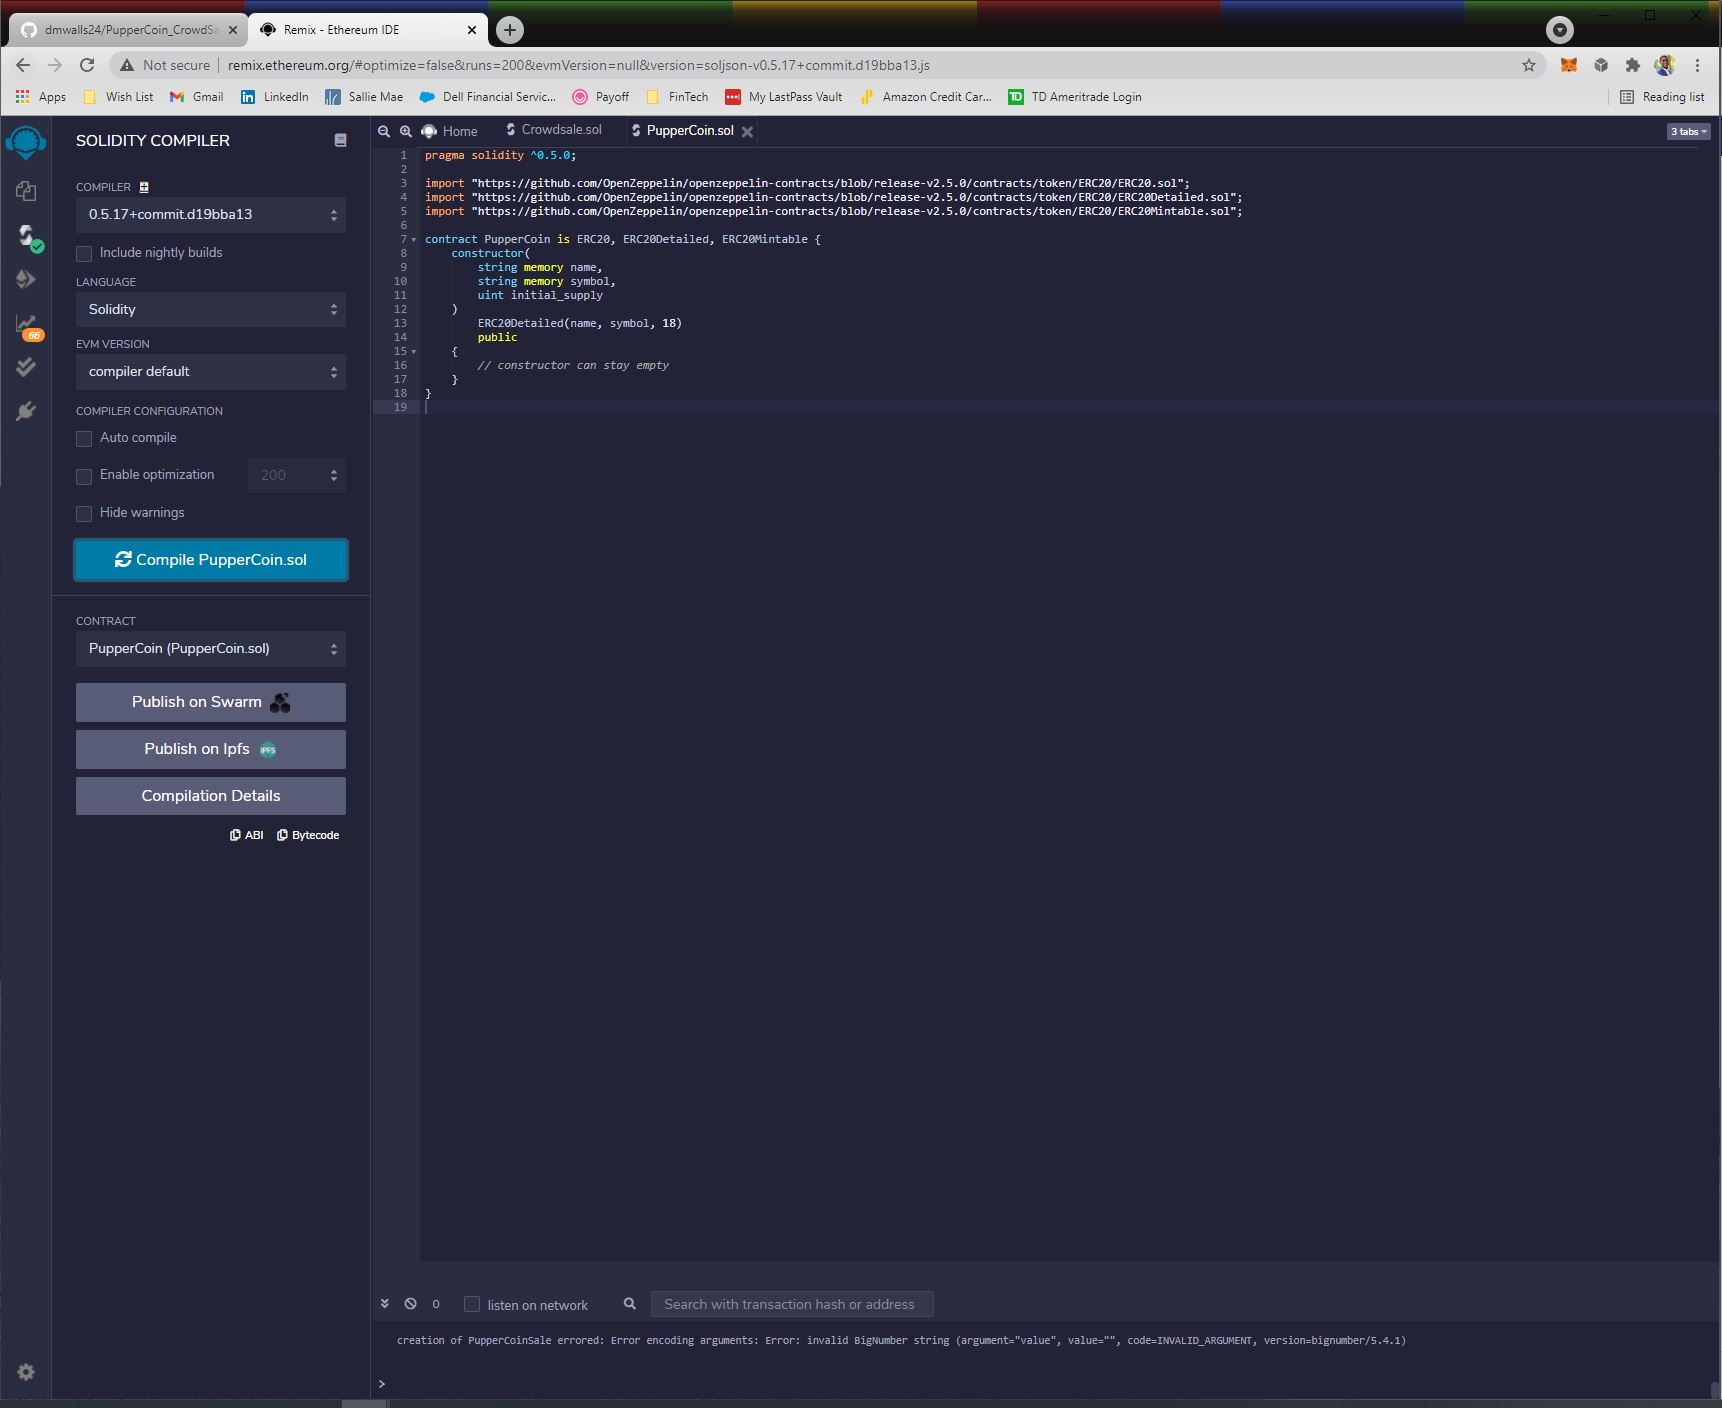 dmwalls24/PupperCoin_CrowdSa
Remix - Ethereum IDE
Not secure
remix.ethereum.org/#optimize=false&runs=200&evmVersion=null&version=soljson-v0.5.17+commit.d19bba13.js
Apps
Wish List
Gmail
LinkedIn
Sallie Mae
Dell Financial Servic...
Payoff
FinTech
My LastPass Vault
Amazon Credit Car...
TD Ameritrade Login
Reading list
SOLIDITY COMPILER
Home
Crowdsale.sol
PupperCoin.sol
3 tabs
COMPILER
0.5.17+commit.d19bba13
Include nightly builds
LANGUAGE
Solidity
EVM VERSION
compiler default
COMPILER CONFIGURATION
Auto compile
Enable optimization
200
Hide warnings
Compile PupperCoin.sol
CONTRACT
PupperCoin (PupperCoin.sol)
Publish on Swarm
Publish on Ipfs
IPFS
Compilation Details
ABI
Bytecode
66
1 pragma solidity ^0.5.0;
2
3 import "https://github.com/OpenZeppelin/openzeppelin-contracts/blob/release-v2.5.0/contracts/token/ERC20/ERC20.sol";
4 import "https://github.com/OpenZeppelin/openzeppelin-contracts/blob/release-v2.5.0/contracts/token/ERC20/ERC20Detailed.sol";
5 import "https://github.com/OpenZeppelin/openzeppelin-contracts/blob/release-v2.5.0/contracts/token/ERC20/ERC20Mintable.sol";
6
7 contract PupperCoin is ERC20, ERC20Detailed, ERC20Mintable {
8 constructor(
9 string memory name,
10 string memory symbol,
11 uint initial_supply
12 )
13 ERC20Detailed(name, symbol, 18)
14 public
15 {
16 // constructor can stay empty
17 }
18 }
19
0
listen on network
Search with transaction hash or address
creation of PupperCoinSale errored: Error encoding arguments: Error: invalid BigNumber string (argument="value", value="", code=INVALID_ARGUMENT, version=bignumber/5.4.1)
>